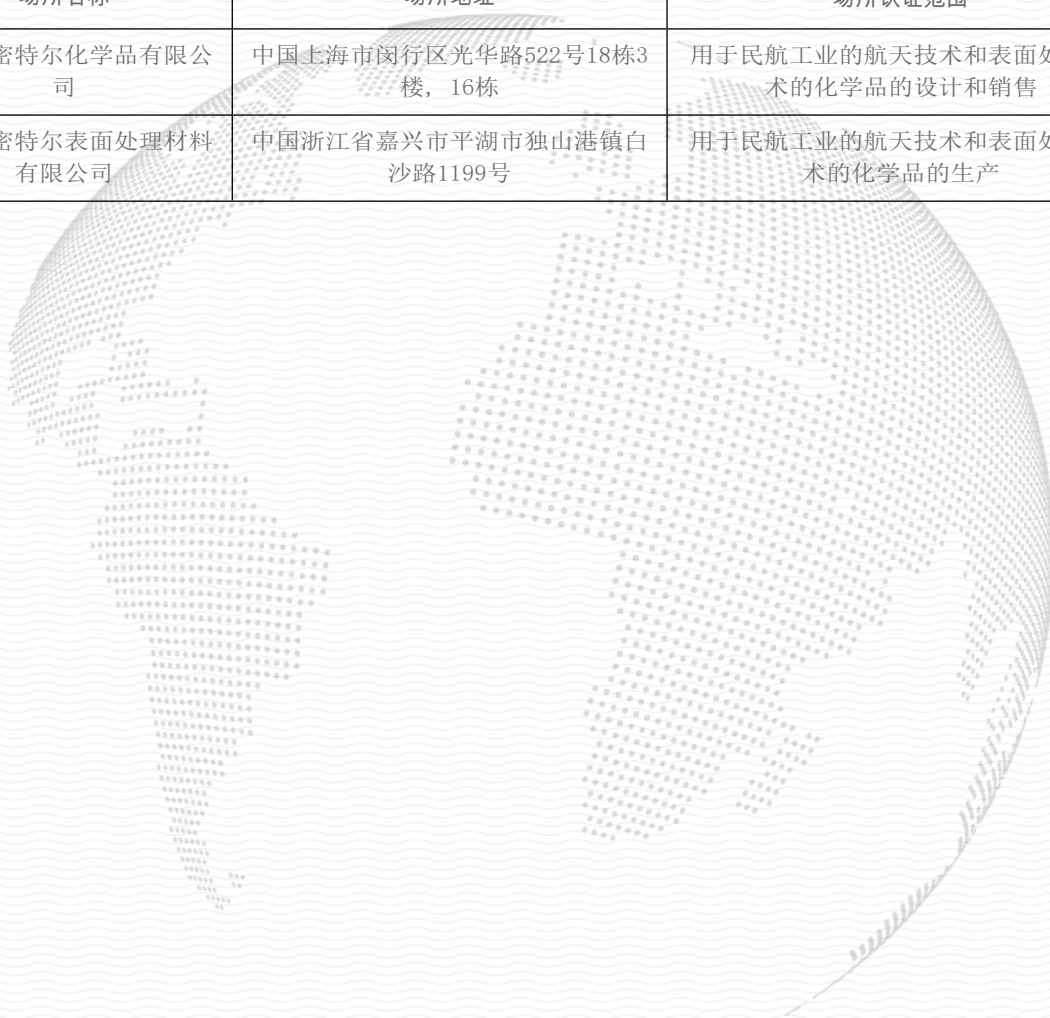 场所名称
场所地址
场所认证范围
密特尔化学品有限公
司
中国上海市闵行区光华路522号18栋3
楼, 16栋
用于民航工业的航天技术和表面处
术的化学品的设计和销售
密特尔表面处理材料
有限公司
中国浙江省嘉兴市平湖市独山港镇白
沙路1199号
用于民航工业的航天技术和表面处
术的化学品的生产